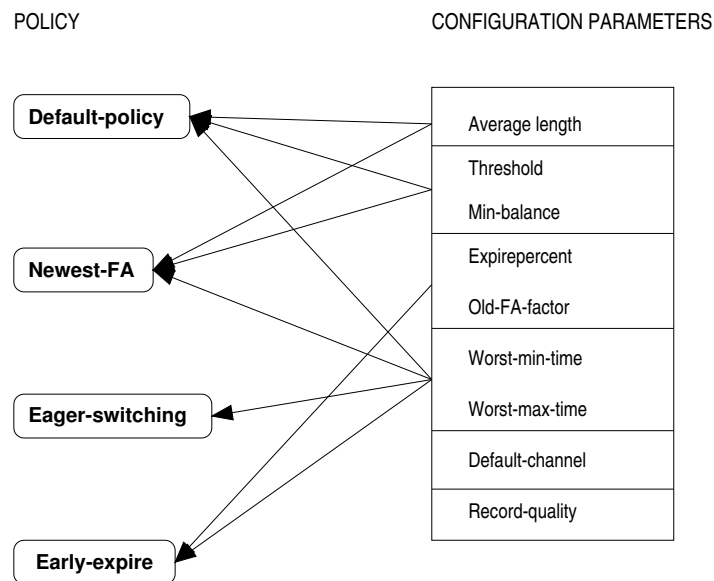 POLICY
CONFIGURATION PARAMETERS
Default-policy
Newest-FA
Eager-switching
Early-expire
Average length
Threshold
Min-balance
Expirepercent
Old-FA-factor
Worst-min-time
Worst-max-time
Default-channel
Record-quality